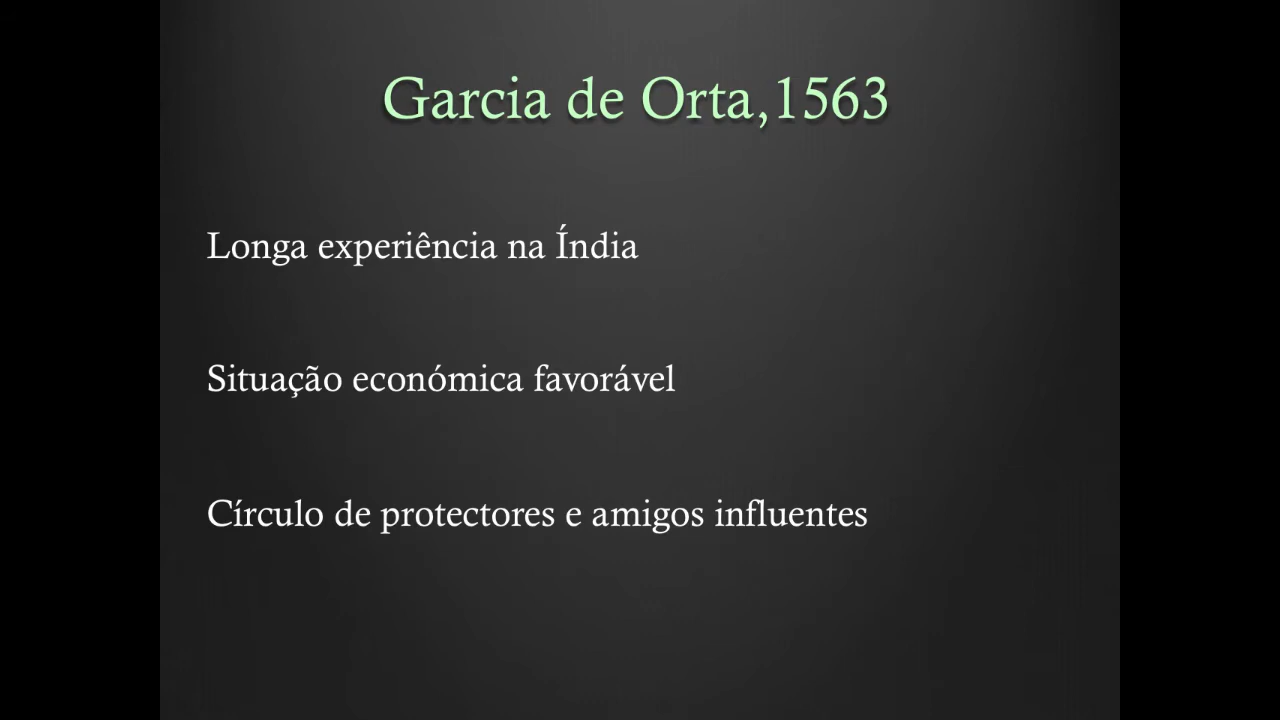 Garcia de Orta,1563
Longa experiência na Índia
Situação económica favorável
Círculo de protectores e amigos influentes